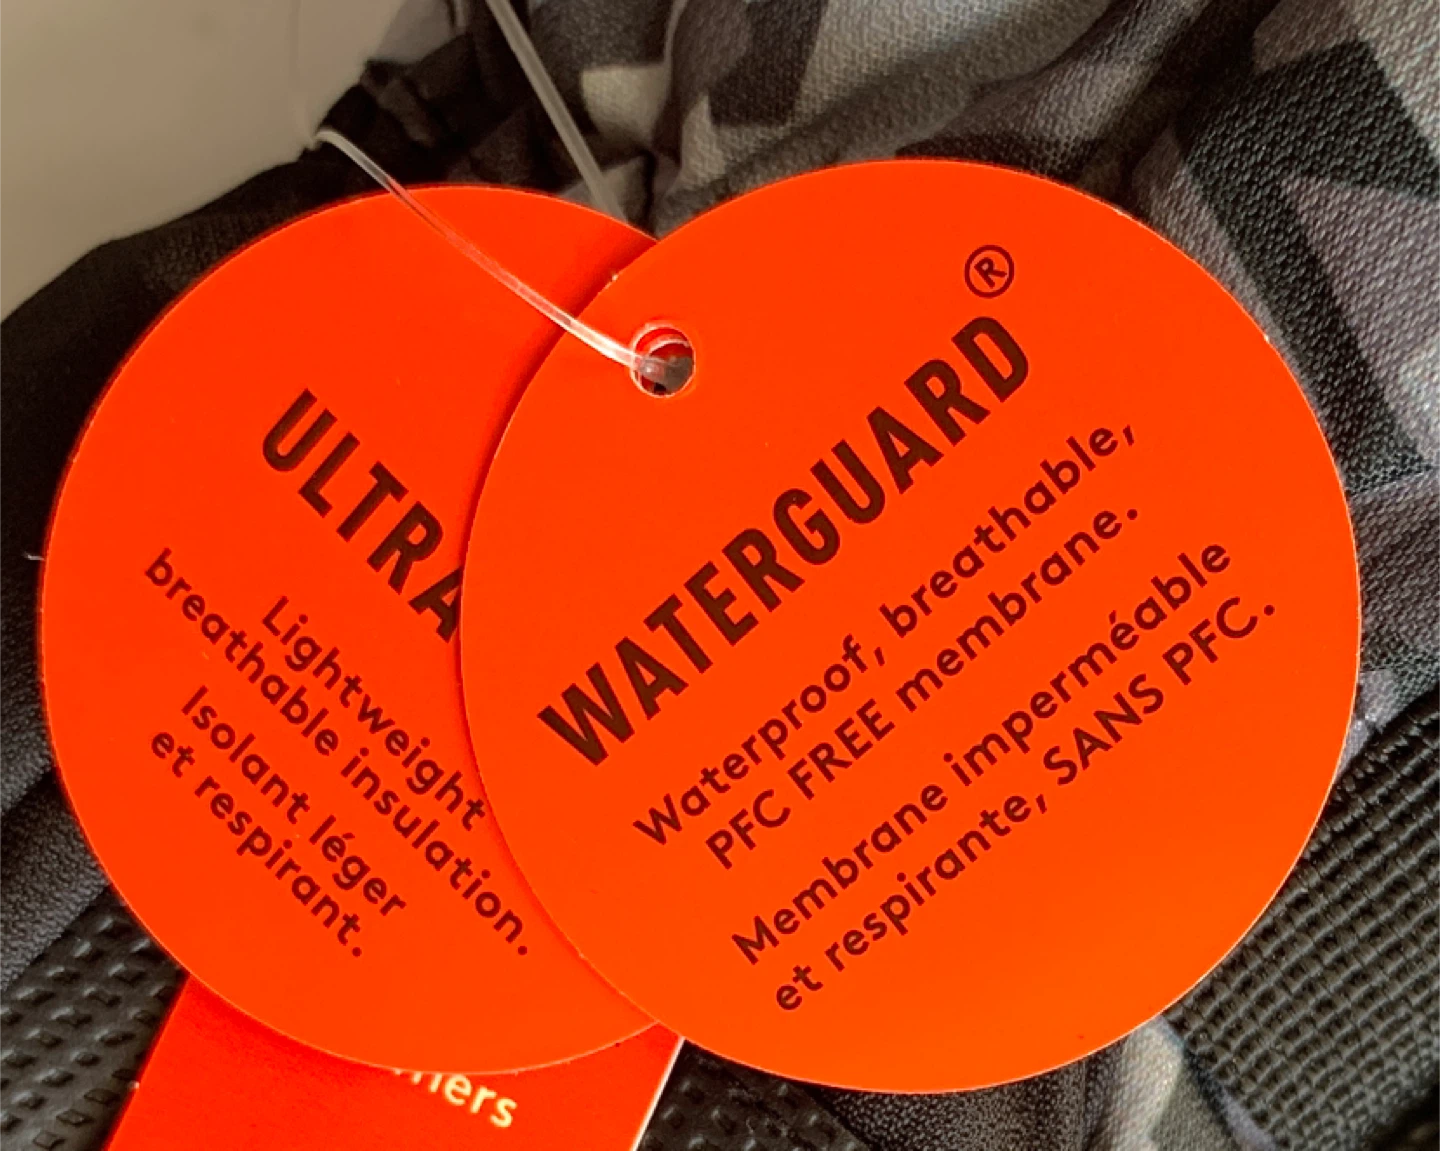 ULTRA
Lightweight
breathable insulation.
Isolant léger
et respirant.
WATERGUARD®
Waterproof, breathable,
PFC FREE membrane.
Membrane imperméable
et respirante, SANS PFC.